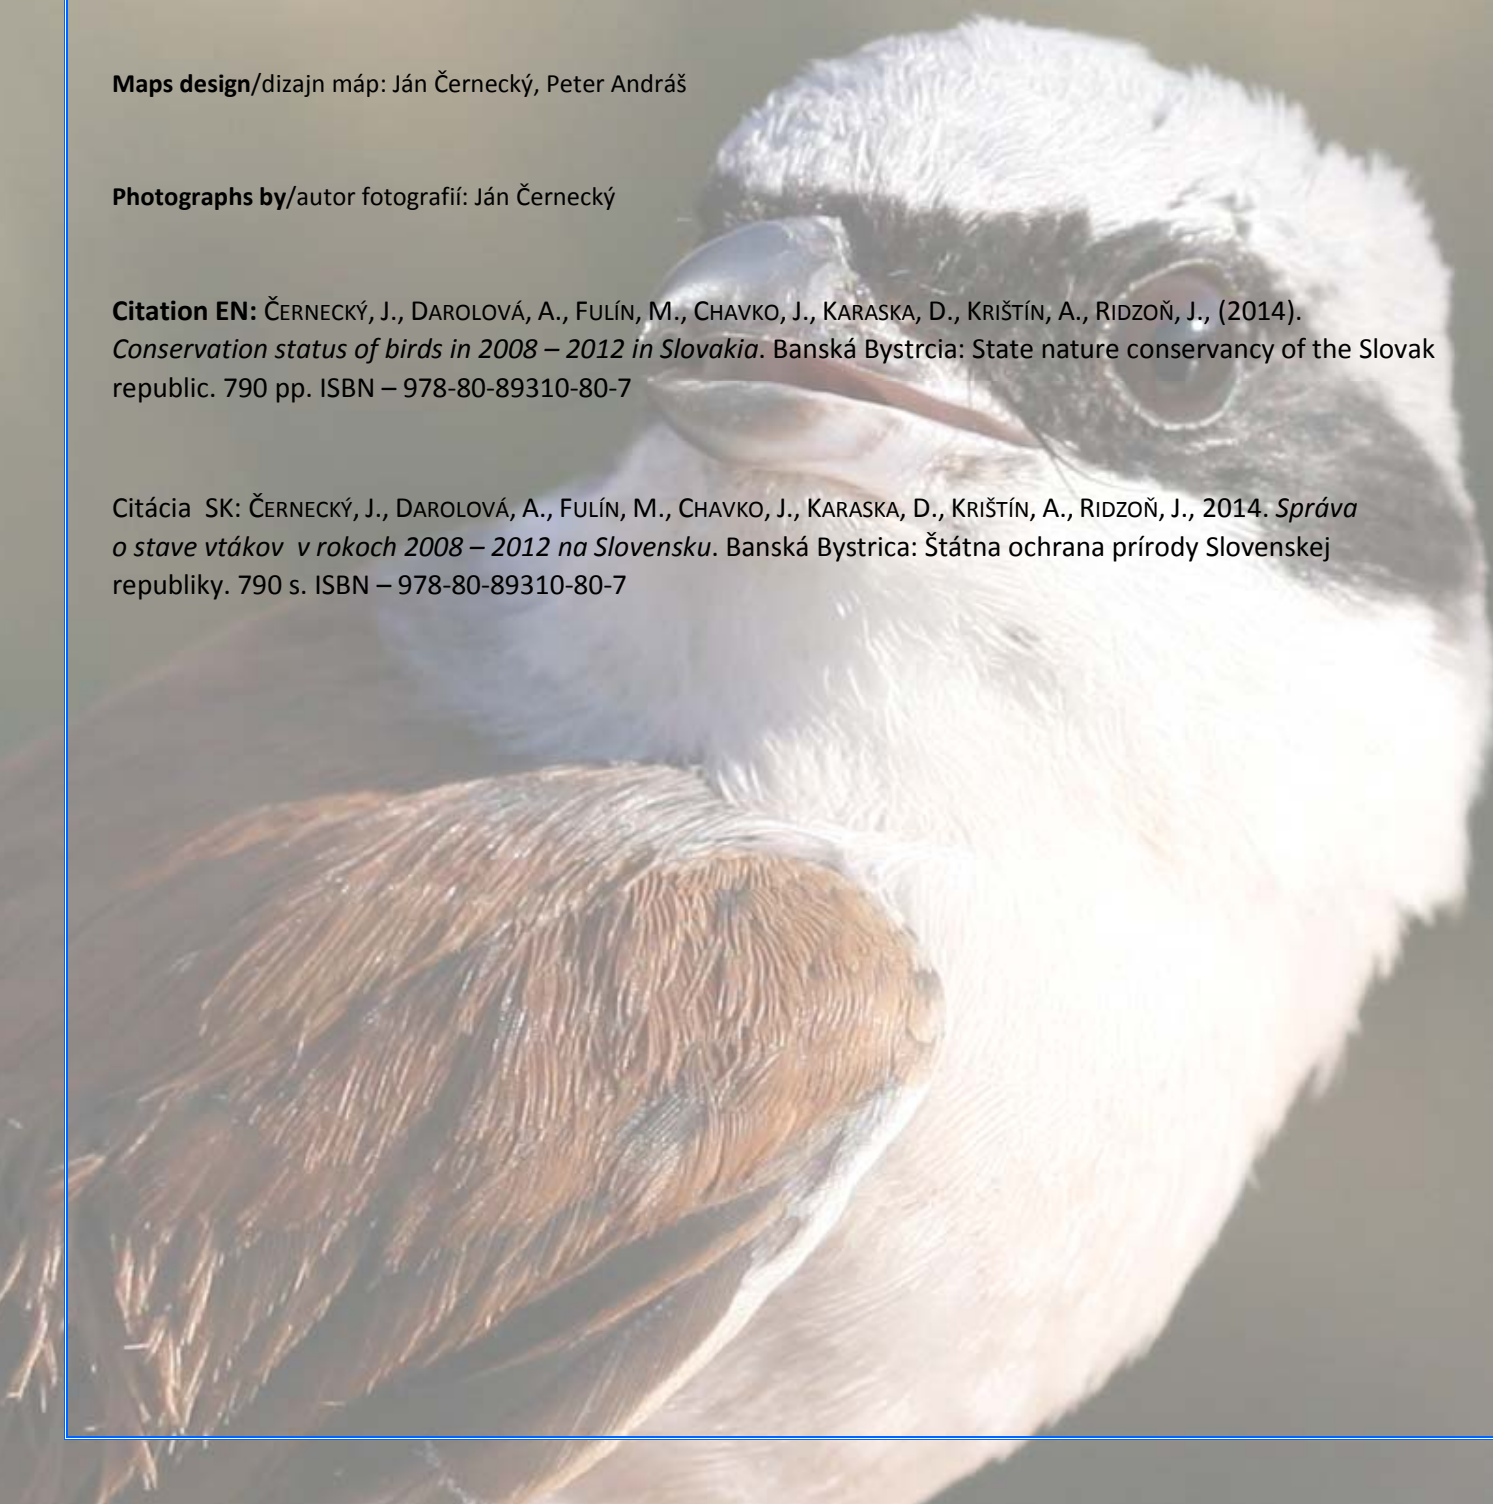 Maps design/dizajn máp: Ján Černecký, Peter Andráš
Photographs by/autor fotografií: Ján Černecký
Citation EN: ČERNECKÝ, J., DAROLOVÁ, A., FULÍN, M., CHAVKO, J., KARASKA, D., KRIŠTÍN, A., RIDZOŇ, J., (2014).
Conservation status of birds in 2008 – 2012 in Slovakia. Banská Bystrcia: State nature conservancy of the Slovak
republic. 790 pp. ISBN – 978-80-89310-80-7
Citácia SK: ČERNECKÝ, J., DAROLOVÁ, A., FULÍN, M., CHAVKO, J., KARASKA, D., KRIŠTÍN, A., RIDZOŇ, J., 2014. Správa
o stave vtákov v rokoch 2008 – 2012 na Slovensku. Banská Bystrica: Štátna ochrana prírody Slovenskej
republiky. 790 s. ISBN – 978-80-89310-80-7